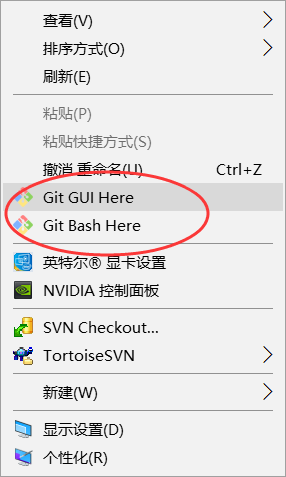 查看(V)
排序方式(O)
刷新(E)
粘贴(P)
粘贴快捷方式(S)
撤消 重命名(U) Ctrl+Z
Git GUI Here
Git Bash Here
英特尔® 显卡设置
NVIDIA 控制面板
SVN Checkout...
TortoiseSVN
新建(W)
显示设置(D)
个性化(R)